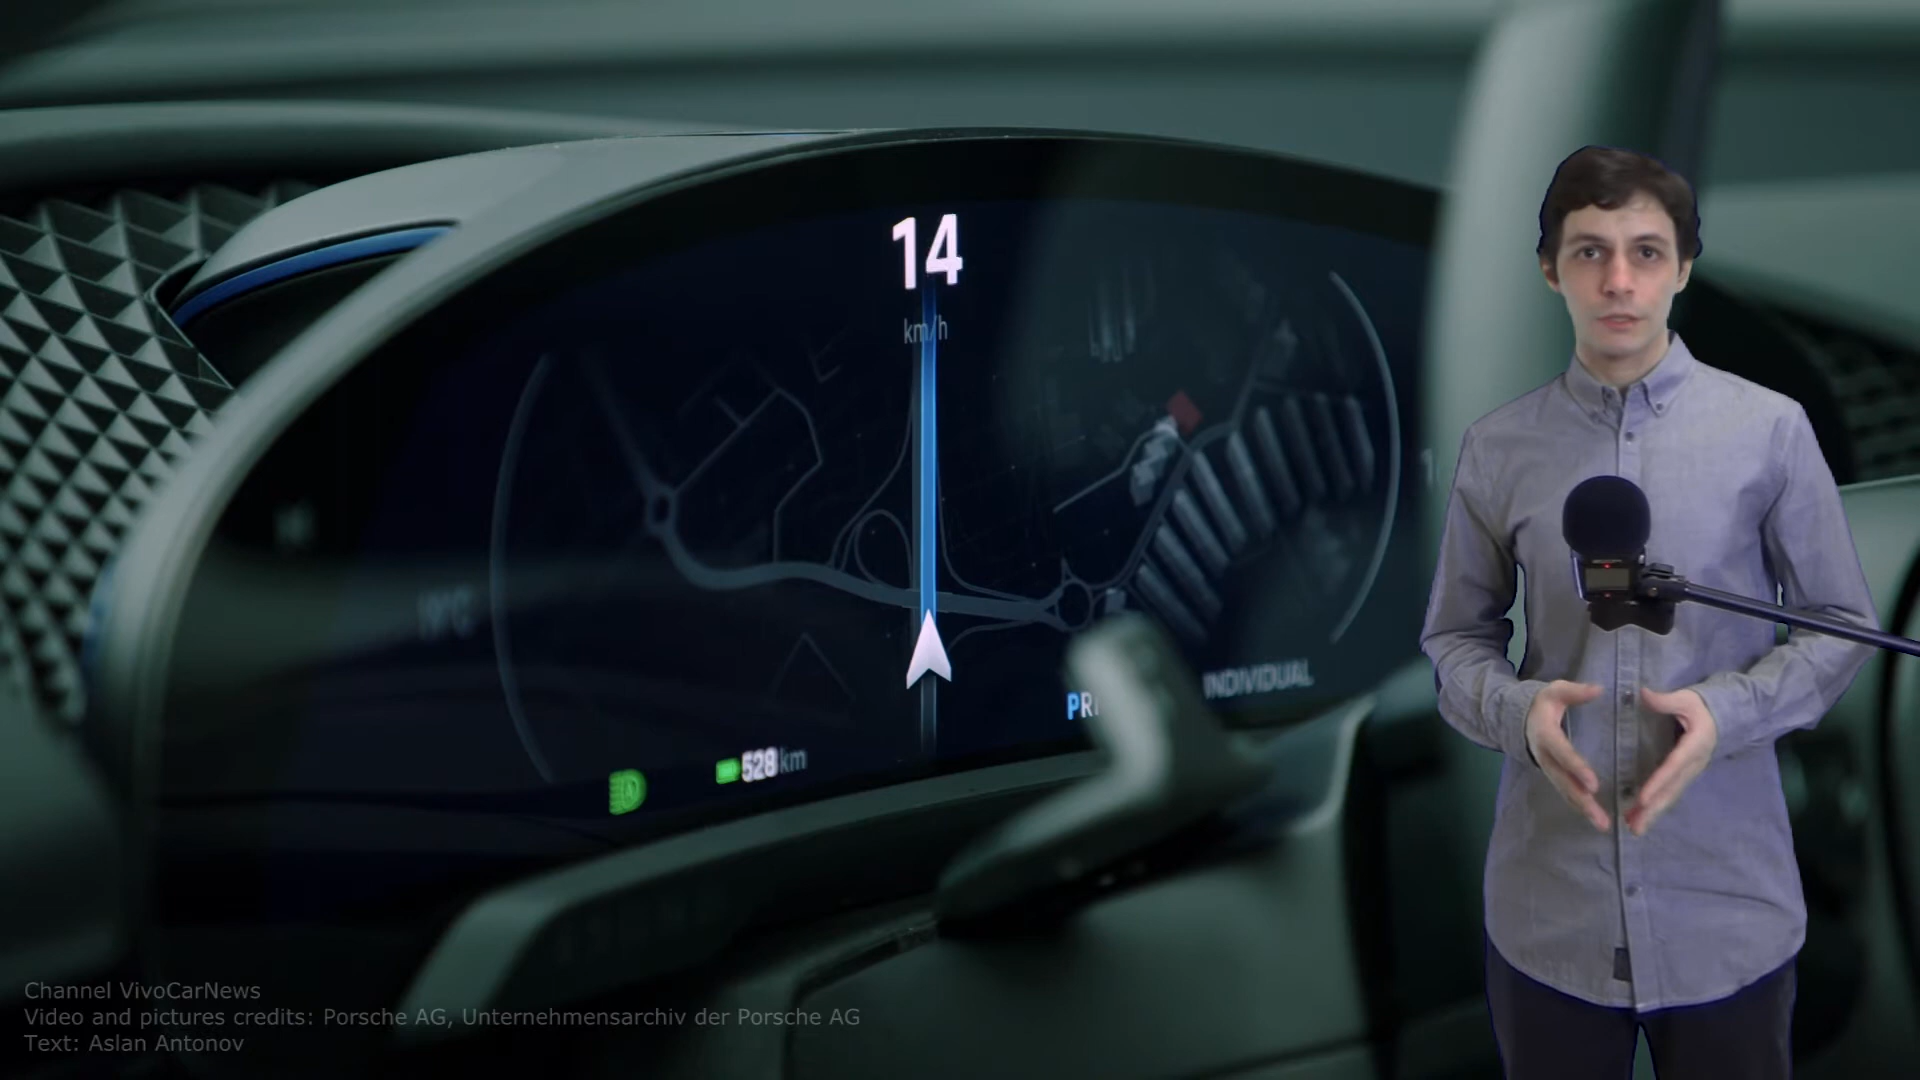 14
km/h
INDIVIDUAL
528 km
Channel VivoCarNews
Video and pictures credits: Porsche AG, Unternehmensarchiv der Porsche AG
Text: Aslan Antonov